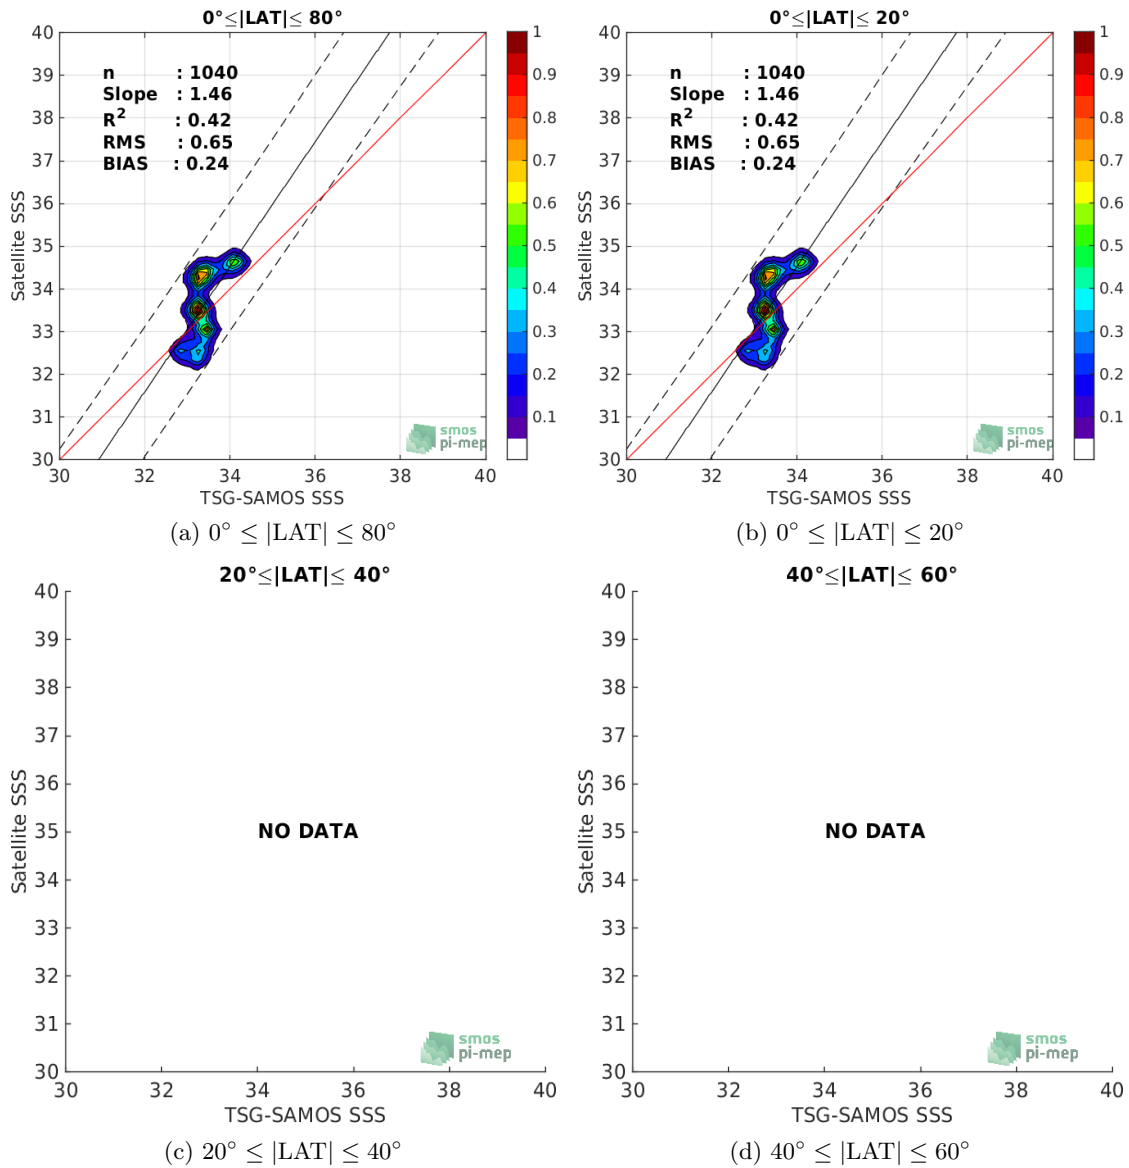 0°≤|LAT|≤ 80°
40
39
38
37
36
35
34
33
32
31
30
n : 1040
Slope : 1.46
R2 : 0.42
RMS : 0.65
BIAS : 0.24
Satellite SSS
smos
pi-mep
30 32 34 36 38 40
TSG-SAMOS SSS
1
0.9
0.8
0.7
0.6
0.5
0.4
0.3
0.2
0.1
(a) 0° ≤ |LAT| ≤ 80°
0°≤|LAT|≤ 20°
40
39
38
37
36
35
34
33
32
31
30
n : 1040
Slope : 1.46
R2 : 0.42
RMS : 0.65
BIAS : 0.24
Satellite SSS
smos
pi-mep
30 32 34 36 38 40
TSG-SAMOS SSS
1
0.9
0.8
0.7
0.6
0.5
0.4
0.3
0.2
0.1
(b) 0° ≤ |LAT| ≤ 20°
20°≤|LAT|≤ 40°
40
39
38
37
36
35
34
33
32
31
30
Satellite SSS
NO DATA
smos
pi-mep
30 32 34 36 38 40
TSG-SAMOS SSS
(c) 20° ≤ |LAT| ≤ 40°
40°≤|LAT|≤ 60°
40
39
38
37
36
35
34
33
32
31
30
Satellite SSS
NO DATA
smos
pi-mep
30 32 34 36 38 40
TSG-SAMOS SSS
(d) 40° ≤ |LAT| ≤ 60°